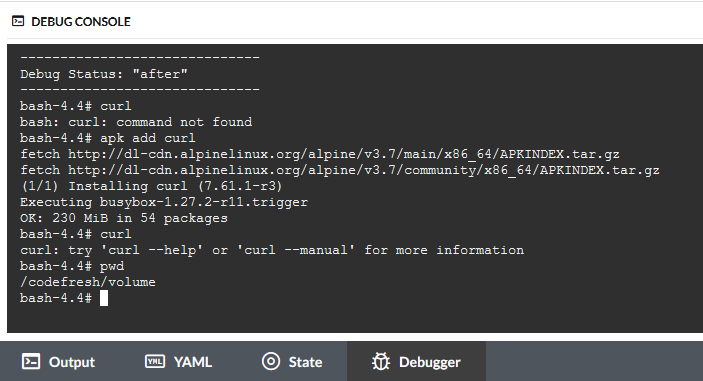 DEBUG CONSOLE
------------------------------
Debug Status: "after"
------------------------------
bash-4.4# curl
bash: curl: command not found
bash-4.4# apk add curl
fetch http://dl-cdn.alpinelinux.org/alpine/v3.7/main/x86_64/APKINDEX.tar.gz
fetch http://dl-cdn.alpinelinux.org/alpine/v3.7/community/x86_64/APKINDEX.tar.gz
(1/1) Installing curl (7.61.1-r3)
Executing busybox-1.27.2-r11.trigger
OK: 230 MiB in 54 packages
bash-4.4# curl
curl: try 'curl --help' or 'curl --manual' for more information
bash-4.4# pwd
/codefresh/volume
bash-4.4#
Output YML YAML State Debugger